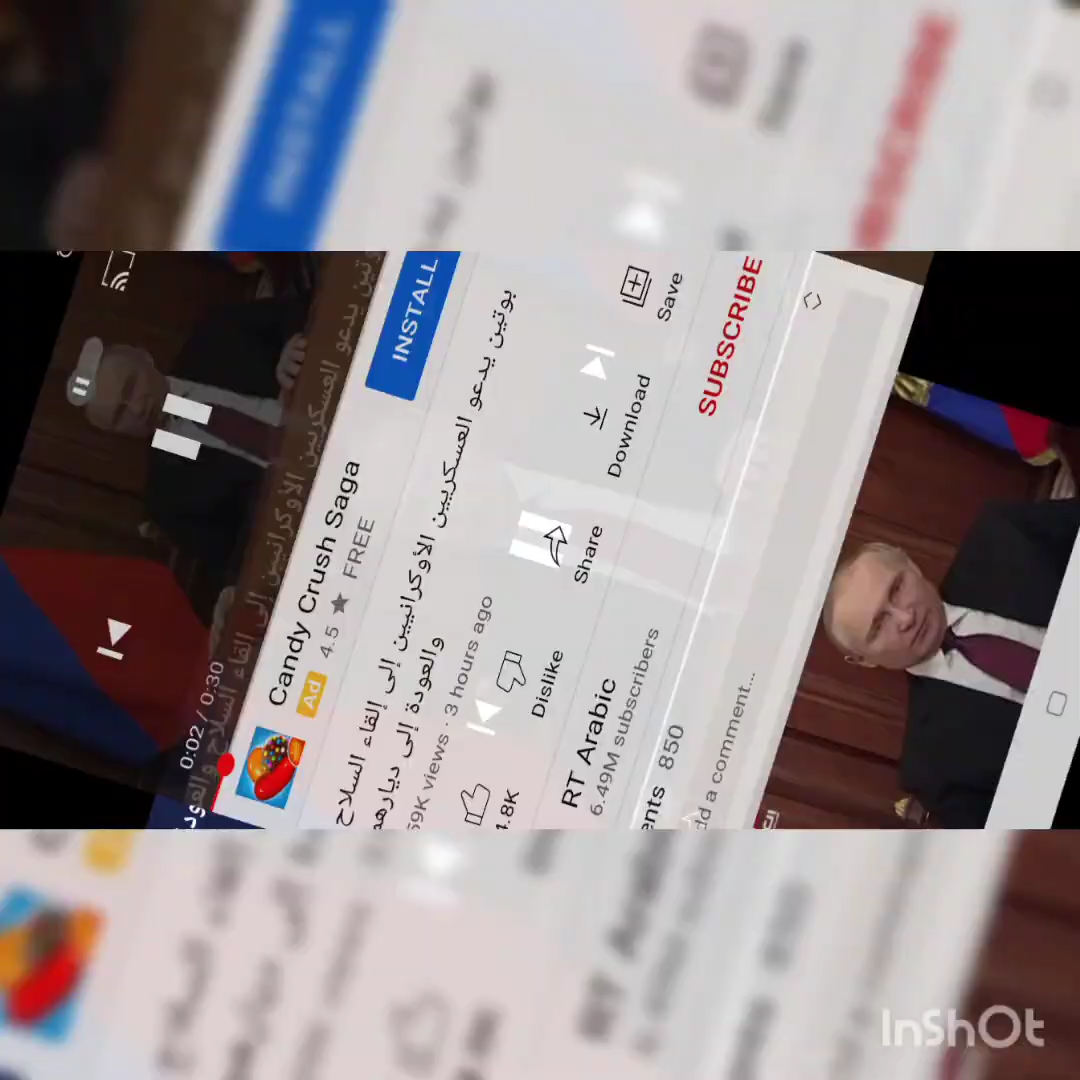 0:02 / 0:30
Candy Crush Saga
Ad 4.5 ★ FREE
INSTALL
بوتين يدعو العسكريين الأوكرانيين إلى إلقاء السلاح
والعودة إلى ديارهم
59K views · 3 hours ago
Dislike
Share
Download
Save
RT Arabic
6.49M subscribers
SUBSCRIBE
850
a comment...
InShOt